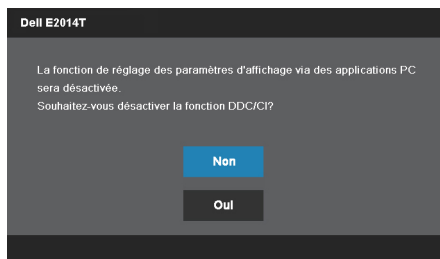 Dell E2014T
La fonction de réglage des paramètres d'affichage via des applications PC
sera désactivée.
Souhaitez-vous désactiver la fonction DDC/CI?
Non
Oui